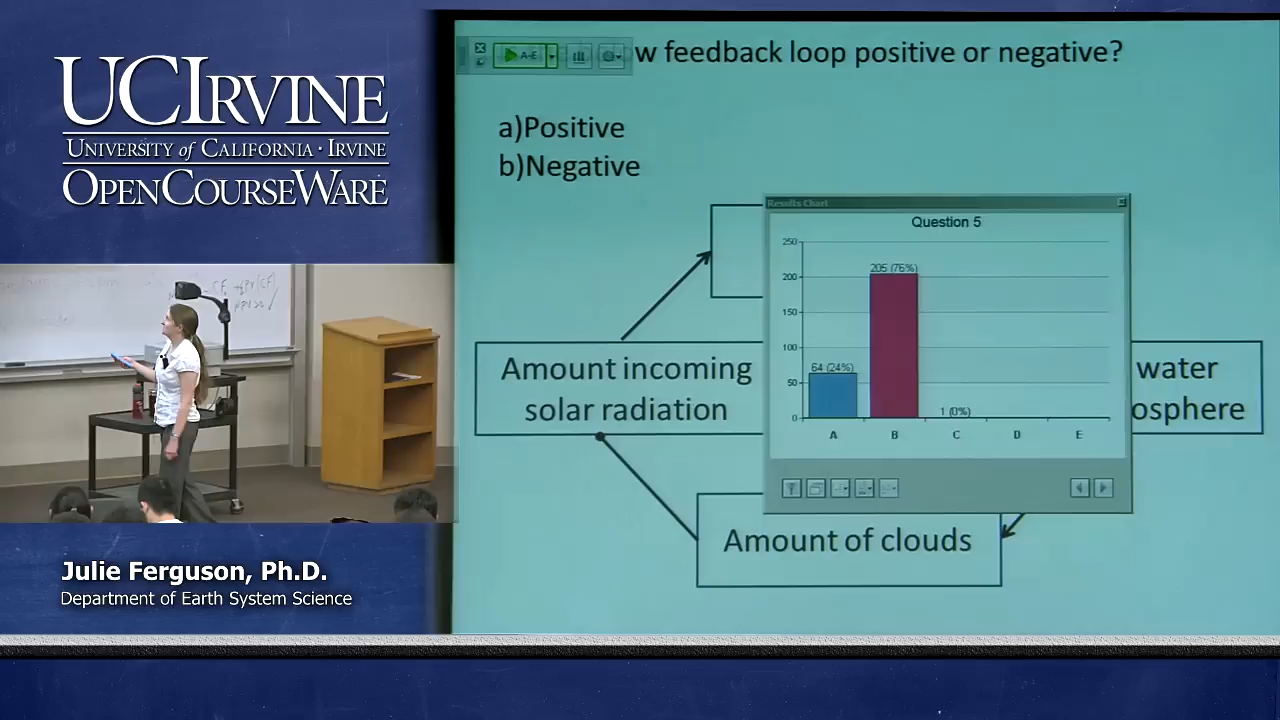 UCIRVINE
UNIVERSITY of CALIFORNIA · IRVINE
OPENCOURSEWARE
Julie Ferguson, Ph.D.
Department of Earth System Science
A-E
w feedback loop positive or negative?
a)Positive
b)Negative
Results Chart
Question 5
250
200
150
100
50
0
64 (24%)
205 (76%)
1 (0%)
A B C D E
Amount incoming
solar radiation
water
osphere
Amount of clouds